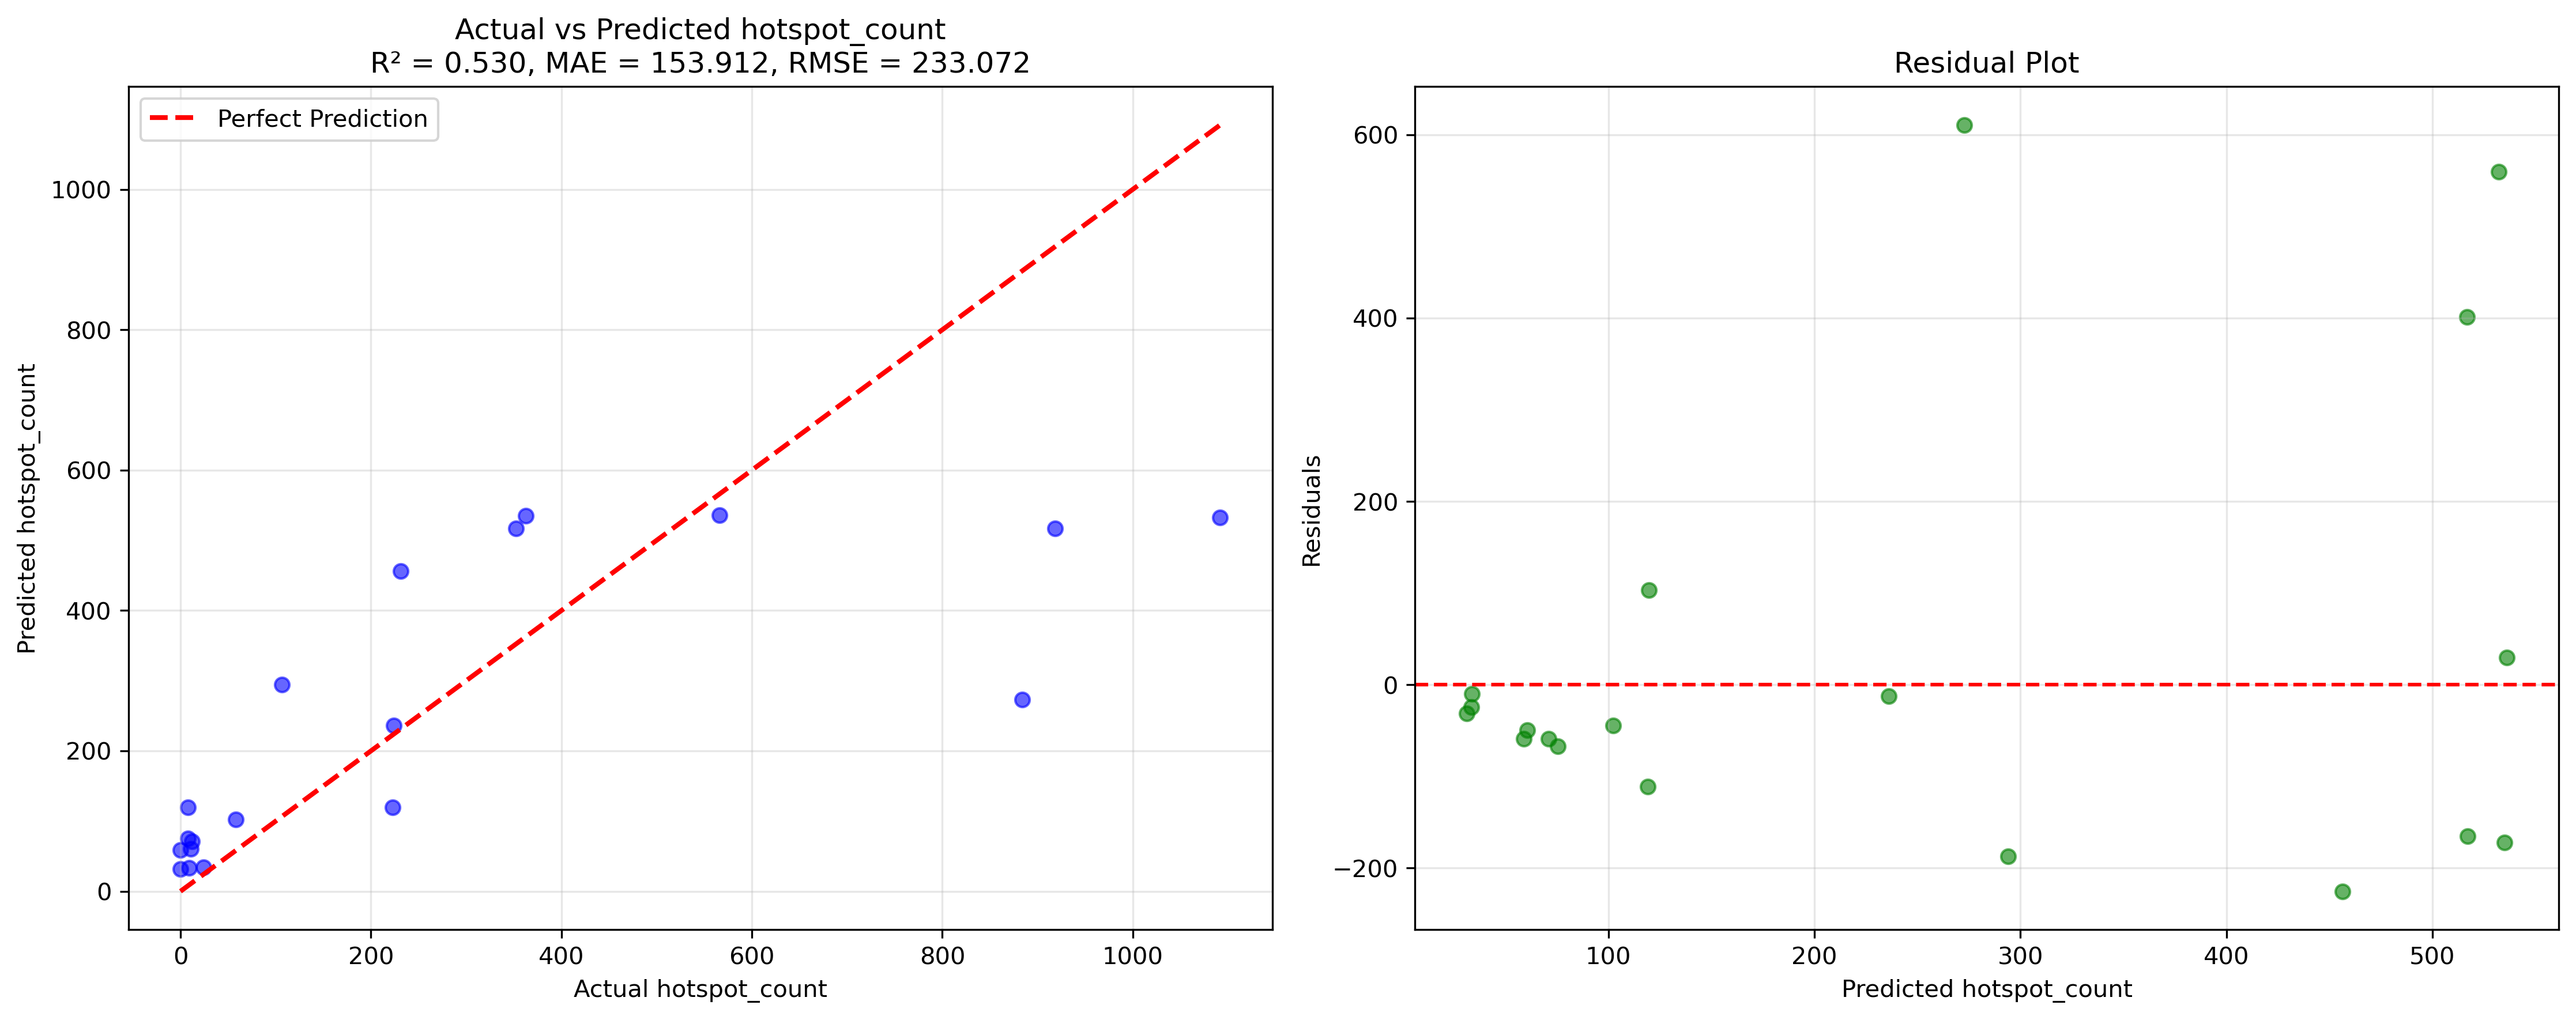 Actual vs Predicted hotspot_count
R² = 0.530, MAE = 153.912, RMSE = 233.072
Perfect Prediction
Predicted hotspot_count
1000
800
600
400
200
0
0 200 400 600 800 1000
Actual hotspot_count
Residual Plot
Residuals
600
400
200
0
−200
100 200 300 400 500
Predicted hotspot_count